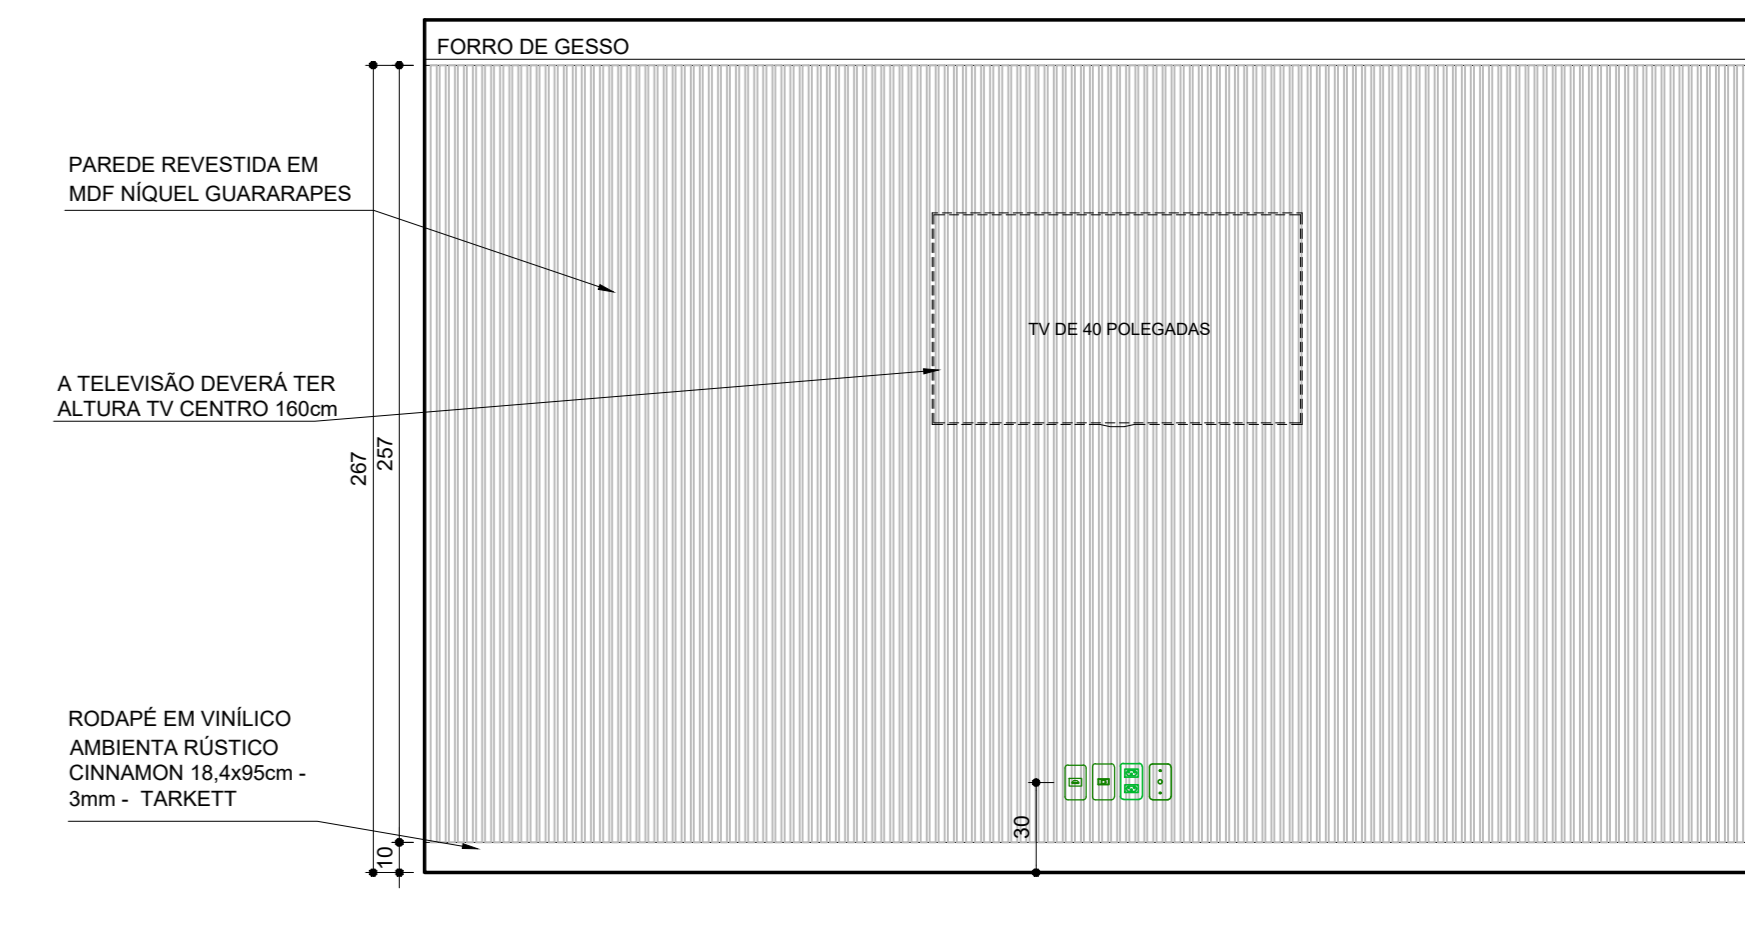 FORRO DE GESSO
PAREDE REVESTIDA EM
MDF NÍQUEL GUARARAPES
TV DE 40 POLEGADAS
A TELEVISÃO DEVERÁ TER
ALTURA TV CENTRO 160cm
267
257
RODAPÉ EM VINÍLICO
AMBIENTA RÚSTICO
CINNAMON 18,4x95cm -
3mm - TARKETT
10
30